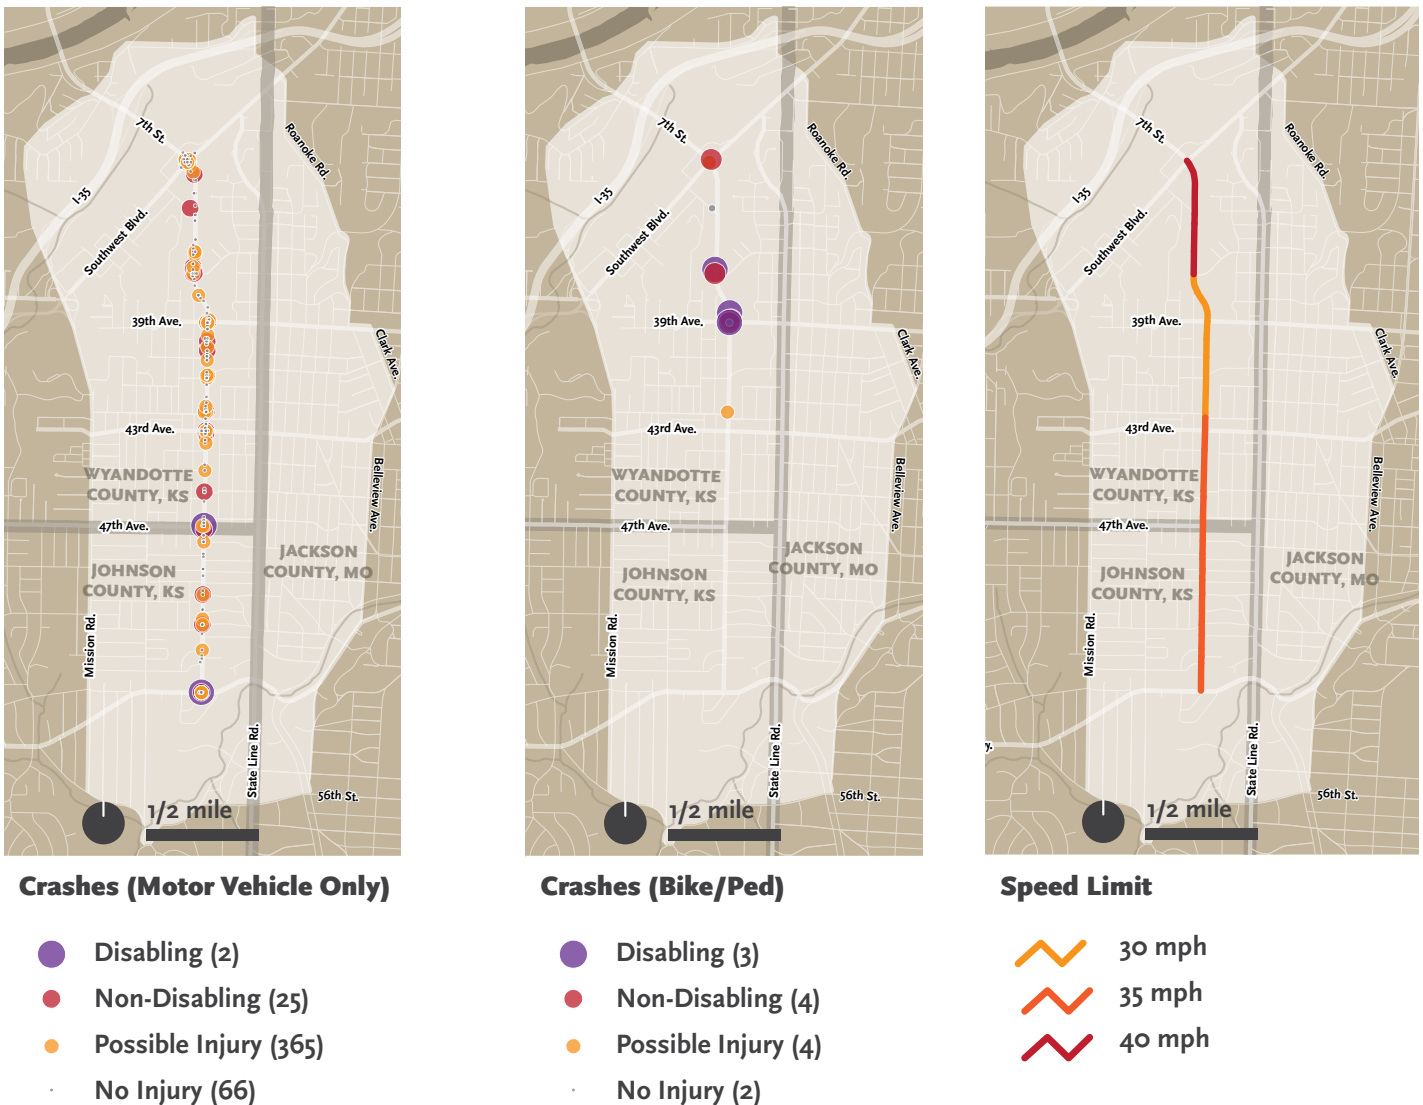 7th St.
Roanoke Rd.
I-35
Southwest Blvd.
39th Ave.
Clark Ave.
43rd Ave.
WYANDOTTE
COUNTY, KS
Belleview Ave.
47th Ave.
JACKSON
COUNTY, MO
JOHNSON
COUNTY, KS
Mission Rd.
State Line Rd.
56th St.
1/2 mile
Crashes (Motor Vehicle Only)
Disabling (2)
Non-Disabling (25)
Possible Injury (365)
No Injury (66)
7th St.
Roanoke Rd.
I-35
Southwest Blvd.
39th Ave.
Clark Ave.
43rd Ave.
WYANDOTTE
COUNTY, KS
Belleview Ave.
47th Ave.
JACKSON
COUNTY, MO
JOHNSON
COUNTY, KS
Mission Rd.
State Line Rd.
56th St.
1/2 mile
Crashes (Bike/Ped)
Disabling (3)
Non-Disabling (4)
Possible Injury (4)
No Injury (2)
7th St.
Roanoke Rd.
I-35
Southwest Blvd.
39th Ave.
Clark Ave.
43rd Ave.
WYANDOTTE
COUNTY, KS
Belleview Ave.
47th Ave.
JACKSON
COUNTY, MO
JOHNSON
COUNTY, KS
Mission Rd.
y.
State Line Rd.
56th St.
1/2 mile
Speed Limit
30 mph
35 mph
40 mph